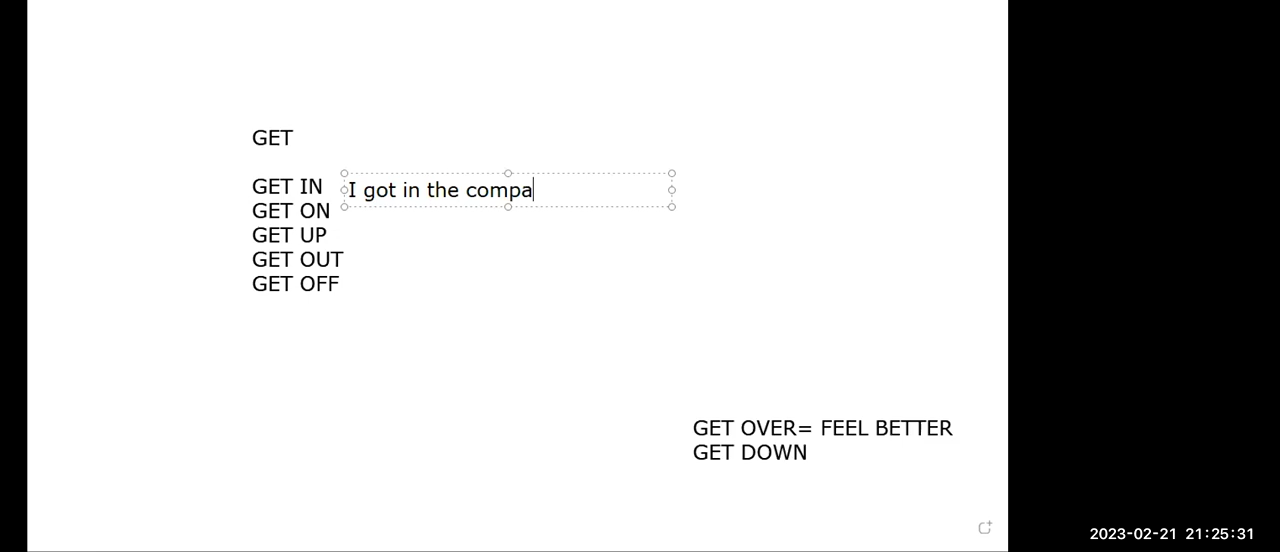 GET
GET IN
I got in the compa
GET ON
GET UP
GET OUT
GET OFF
GET OVER= FEEL BETTER
GET DOWN
2023-02-21 21:25:31